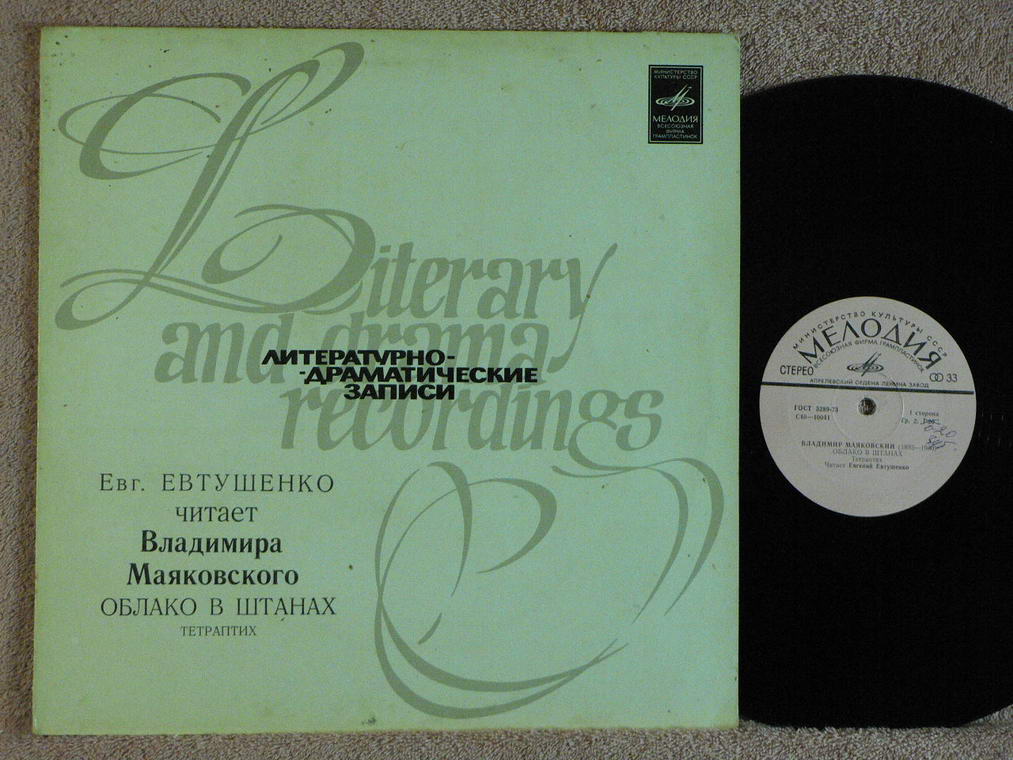 МИНИСТЕРСТВО
КУЛЬТУРЫ СССР
МЕЛОДИЯ
ВСЕСОЮЗНАЯ
ФИРМА
ГРАМПЛАСТИНОК
Literary
and drama
recordings
ЛИТЕРАТУРНО-
-ДРАМАТИЧЕСКИЕ
ЗАПИСИ
Евг. ЕВТУШЕНКО
читает
Владимира
Маяковского
ОБЛАКО В ШТАНАХ
ТЕТРАПТИХ
МИНИСТЕРСТВО КУЛЬТУРЫ СССР
МЕЛОДИЯ
ВСЕСОЮЗНАЯ ФИРМА ГРАМПЛАСТИНОК
СТЕРЕО
33
АПРЕЛЕВСКИЙ ОРДЕНА ЛЕНИНА ЗАВОД
ГОСТ 5289-73
1 сторона
Гр. 2.
ВЛАДИМИР МАЯКОВСКИЙ
ОБЛАКО В ШТАНАХ
Тетраптих
Читает Евгений Евтушенко